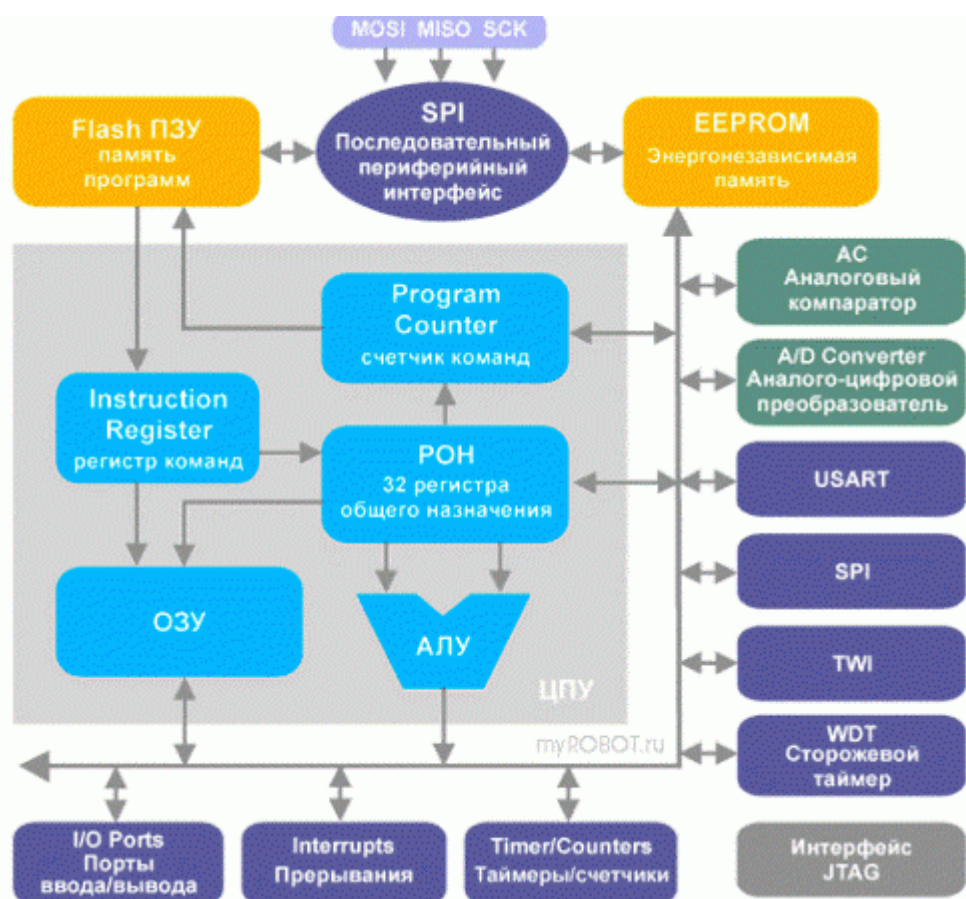 MOSI MISO SCK
Flash ПЗУ
память
программ
SPI
Последовательный
периферийный
интерфейс
EEPROM
Энергонезависимая
память
AC
Аналоговый
компаратор
Program
Counter
счетчик команд
A/D Converter
Аналого-цифровой
преобразователь
Instruction
Register
регистр команд
РОН
32 регистра
общего назначения
USART
SPI
ОЗУ
АЛУ
TWI
ЦПУ
WDT
Сторожевой
таймер
myROBOT.ru
I/O Ports
Порты
ввода/вывода
Interrupts
Прерывания
Timer/Counters
Таймеры/счетчики
Интерфейс
JTAG